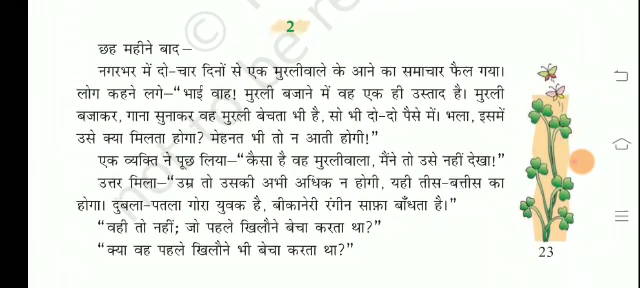 2
छह महीने बाद–
नगरभर में दो-चार दिनों से एक मुरलीवाले के आने का समाचार फैल गया।
लोग कहने लगे–“भाई वाह! मुरली बजाने में वह एक ही उस्ताद है। मुरली
बजाकर, गाना सुनाकर वह मुरली बेचता भी है, सो भी दो-दो पैसे में। भला, इसमें
उसे क्या मिलता होगा? मेहनत भी तो न आती होगी!”
एक व्यक्ति ने पूछ लिया–“कैसा है वह मुरलीवाला, मैंने तो उसे नहीं देखा!”
उत्तर मिला–“उम्र तो उसकी अभी अधिक न होगी, यही तीस-बत्तीस का
होगा। दुबला-पतला गोरा युवक है, बीकानेरी रंगीन साफ़ा बाँधता है।”
“वही तो नहीं; जो पहले खिलौने बेचा करता था?”
“क्या वह पहले खिलौने भी बेचा करता था?”
23